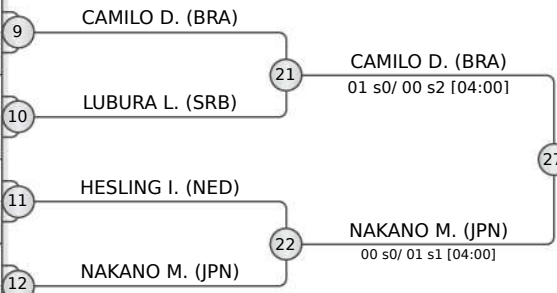 CAMILO D. (BRA)
9
CAMILO D. (BRA)
21
01 s0/ 00 s2 [04:00]
LUBURA L. (SRB)
10
27
HESLING I. (NED)
11
NAKANO M. (JPN)
22
00 s0/ 01 s1 [04:00]
NAKANO M. (JPN)
12